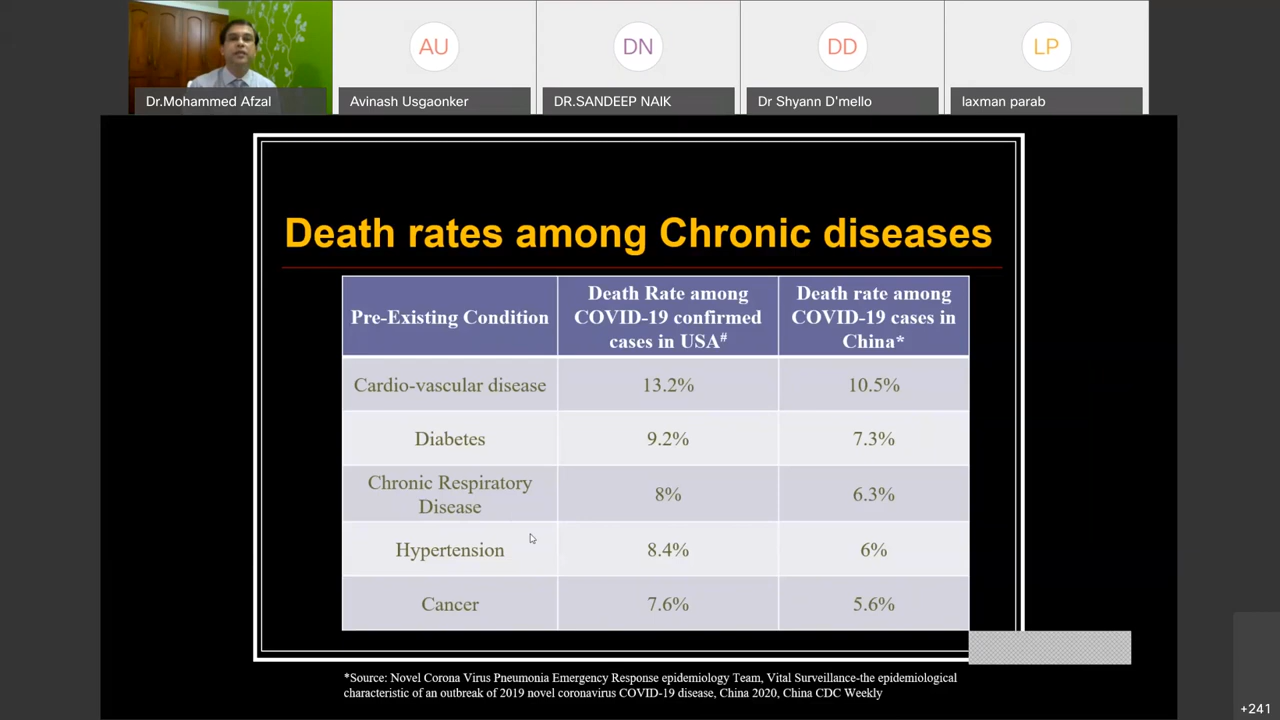 AU
DN
DD
LP
Dr.Mohammed Afzal
Avinash Usgaonker
DR.SANDEEP NAIK
Dr Shyann D'mello
laxman parab
Death rates among Chronic diseases
Pre-Existing Condition
Death Rate among
COVID-19 confirmed
cases in USA#
Death rate among
COVID-19 cases in
China*
Cardio-vascular disease
13.2%
10.5%
Diabetes
9.2%
7.3%
Chronic Respiratory
Disease
8%
6.3%
Hypertension
8.4%
6%
Cancer
7.6%
5.6%
*Source: Novel Corona Virus Pneumonia Emergency Response epidemiology Team, Vital Surveillance-the epidemiological
characteristic of an outbreak of 2019 novel coronavirus COVID-19 disease, China 2020, China CDC Weekly
+241